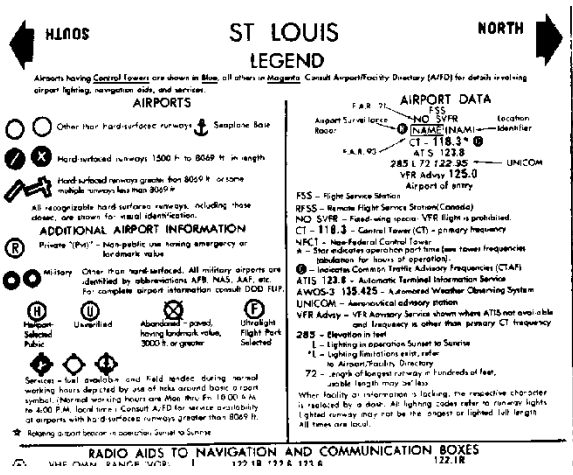 SOUTH
ST LOUIS
NORTH
LEGEND
Airports having Control Towers are shown in Blue, all others in Magenta. Consult Airport/Facility Directory (A/FD) for details involving
airport lighting, navigation aids, and services.
AIRPORTS
Other than hard-surfaced runways
Seaplane Base
Hard-surfaced runways 1500 ft to 8069 ft in length
Hard-surfaced runways greater than 8069 ft or some
multiple runways less than 8069 ft
All recognizable hard-surfaced runways, including those
closed, are shown for visual identification.
ADDITIONAL AIRPORT INFORMATION
R
Private "(Pvt)" - Non-public use having emergency or
landmark value
Military
Other than hard-surfaced. All military airports are
identified by abbreviations AFB, NAS, AAF, etc.
For complete airport information consult DOD FLIP.
H
U
F
Heliport
Selected
Public
Unverified
Abandoned - paved,
having landmark value,
3000 ft. or greater
Ultralight
Flight Park
Selected
Services - fuel available and field tended during normal
working hours depicted by use of ticks around basic airport
symbol. (Normal working hours are Mon thru Fri 10:00 A.M.
to 4:00 P.M. local time) Consult A/FD for service availability
at airports with hard-surfaced runways greater than 8069 ft.
Rotating airport beacon in operation Sunset to Sunrise
AIRPORT DATA
F.A.R. 91
FSS
Airport Surveillance
Radar
NO SVFR
Location
Identifier
R NAME (NAM)
F.A.R. 93
CT - 118.3 * C
ATIS 123.8
285 L 72 122.95
UNICOM
VFR Advsy 125.0
Airport of entry
FSS - Flight Service Station
RFSS - Remote Flight Service Station (Canada)
NO SVFR - Fixed-wing special VFR flight is prohibited.
CT - 118.3 - Control Tower (CT) - primary frequency
NFCT - Non-Federal Control Tower
* - Star indicates operation part time (see tower frequencies
tabulation for hours of operation).
C - Indicates Common Traffic Advisory Frequencies (CTAF)
ATIS 123.8 - Automatic Terminal Information Service
AWOS-3 135.425 - Automated Weather Observing System
UNICOM - Aeronautical advisory station
VFR Advsy - VFR Advisory Service shown where ATIS not available
and frequency is other than primary CT frequency
285 - Elevation in feet
L - Lighting in operation Sunset to Sunrise
*L - Lighting limitations exist, refer
to Airport/Facility Directory
72 - Length of longest runway in hundreds of feet,
usable length may be less
When facility or information is lacking, the respective character
is replaced by a dash. All lighting codes refer to runway lights.
Lighted runway may not be the longest or lighted full length.
All times are local.
RADIO AIDS TO NAVIGATION AND COMMUNICATION BOXES
VHF OMNI RANGE (VOR)
122.1R 122.6 123.6
122.1R